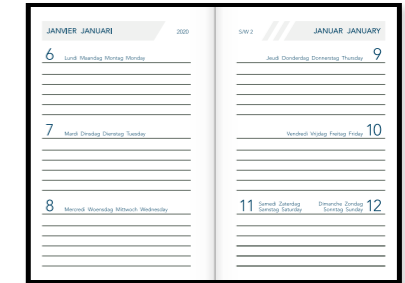 JANVIER JANUARI 2020
6 Lundi Maandag Montag Monday
7 Mardi Dinsdag Dienstag Tuesday
8 Mercredi Woensdag Mittwoch Wednesday
S/W 2 JANUAR JANUARY
Jeudi Donderdag Donnerstag Thursday 9
Vendredi Vrijdag Freitag Friday 10
11 Samedi Zaterdag Dimanche Zondag 12
Samstag Saturday Sonntag Sunday